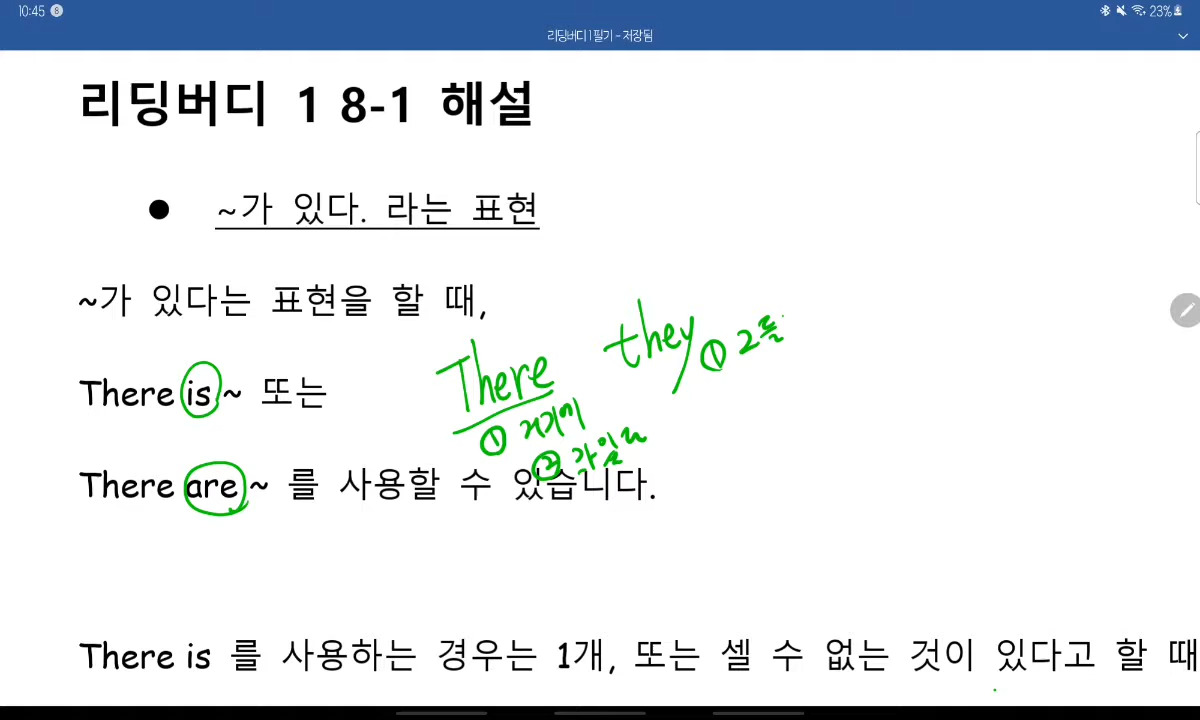 10:45 8 23%
리딩버디1 필기 - 저장됨
리딩버디 1 8-1 해설
● ~가 있다. 라는 표현
~가 있다는 표현을 할 때,
they ① 2들
There
There is ~ 또는
① 거기에
②
There are ~ 를 사용할 수 있습니다.
There is 를 사용하는 경우는 1개, 또는 셀 수 없는 것이 있다고 할 때